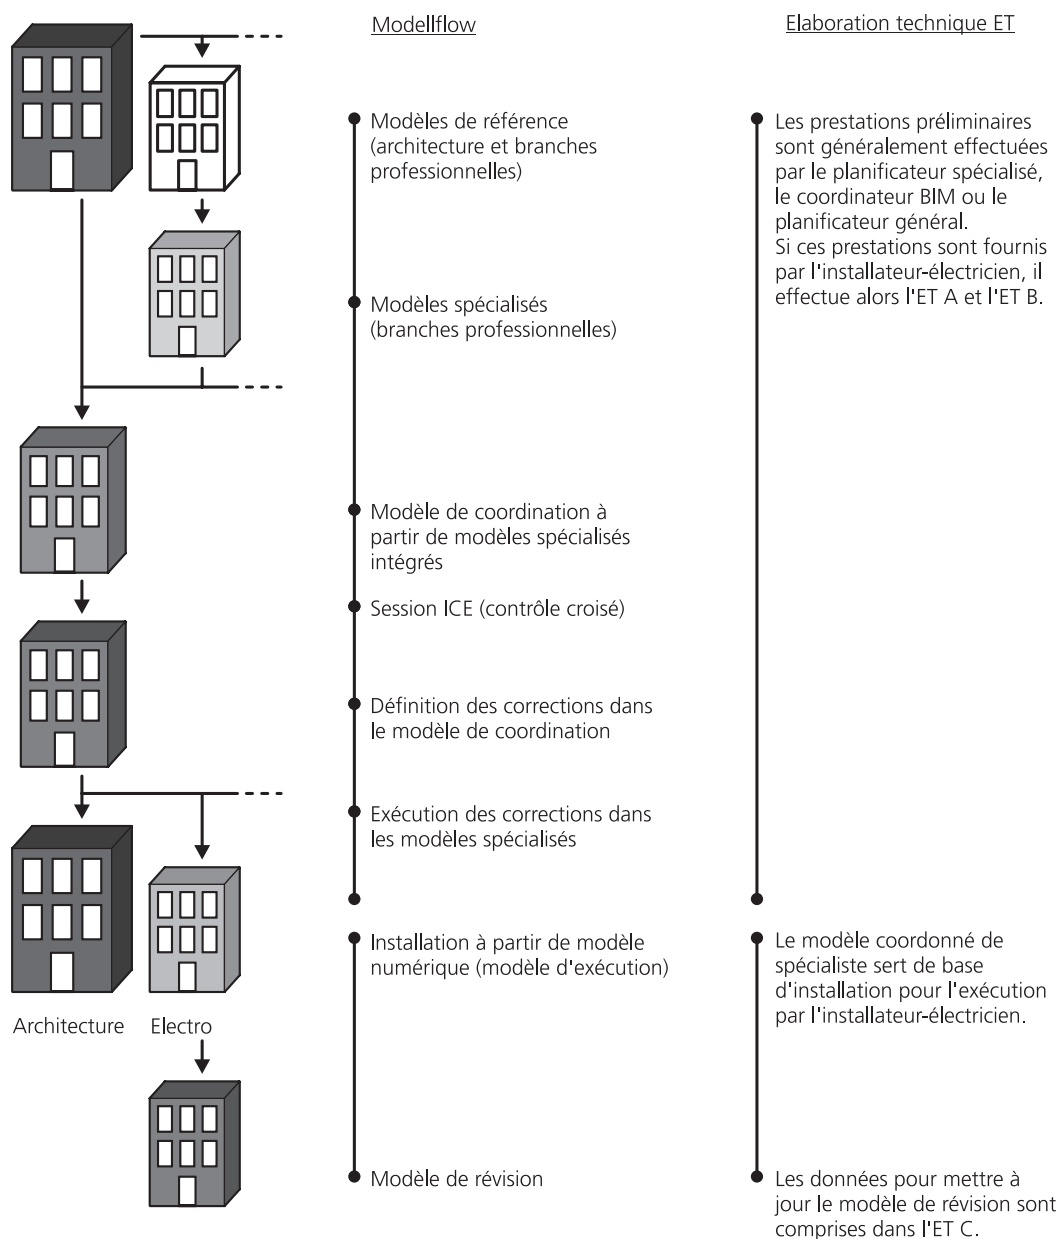 Modellflow
Elaboration technique ET
Modèles de référence
(architecture et branches
professionnelles)
Les prestations préliminaires
sont généralement effectuées
par le planificateur spécialisé,
le coordinateur BIM ou le
planificateur général.
Si ces prestations sont fournis
par l'installateur-électricien, il
effectue alors l'ET A et l'ET B.
Modèles spécialisés
(branches professionnelles)
Modèle de coordination à
partir de modèles spécialisés
intégrés
Session ICE (contrôle croisé)
Définition des corrections dans
le modèle de coordination
Exécution des corrections dans
les modèles spécialisés
Installation à partir de modèle
numérique (modèle d'exécution)
Le modèle coordonné de
spécialiste sert de base
d'installation pour l'exécution
par l'installateur-électricien.
Architecture
Electro
Modèle de révision
Les données pour mettre à
jour le modèle de révision sont
comprises dans l'ET C.